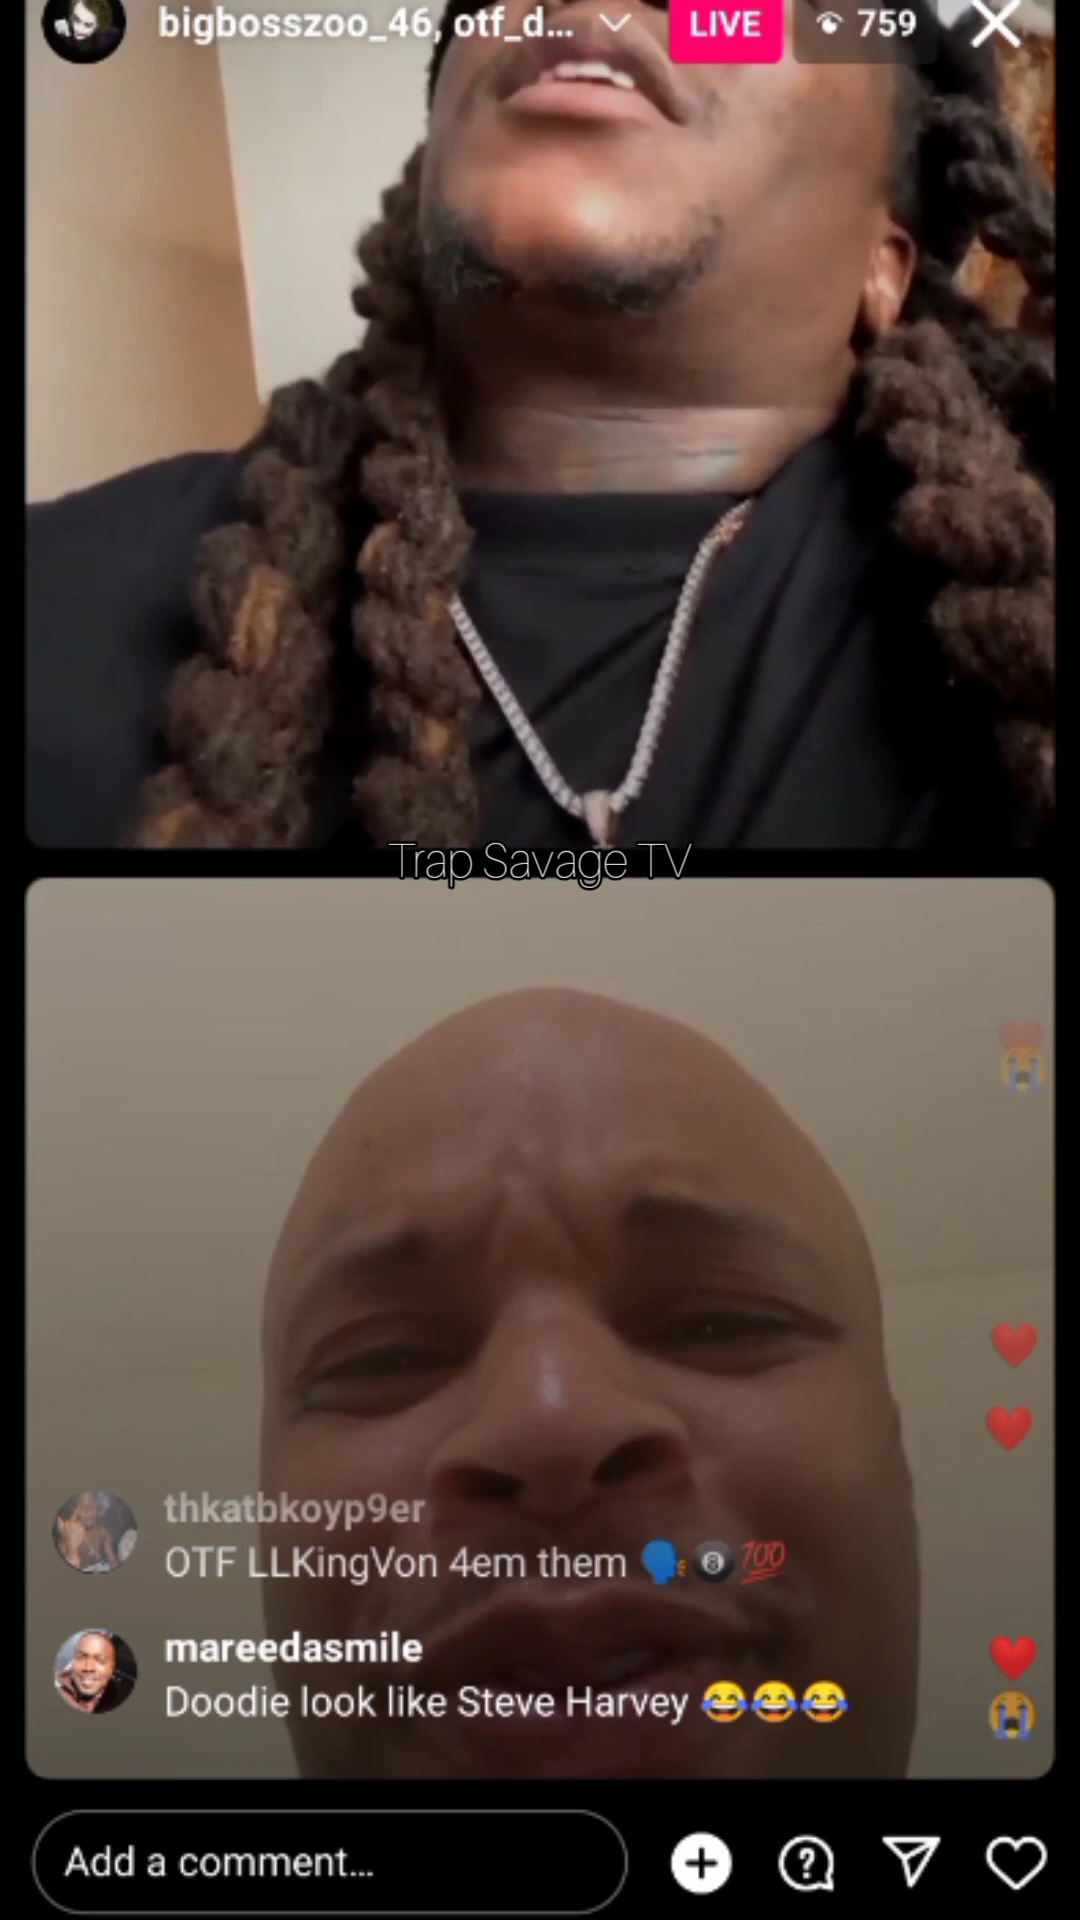 bigbosszoo_46, otf_d...
LIVE
759
Trap Savage TV
thkatbkoyp9er
OTF LLKingVon 4em them 🗣️🎱💯
mareedasmile
Doodie look like Steve Harvey 😂😂😂
Add a comment...